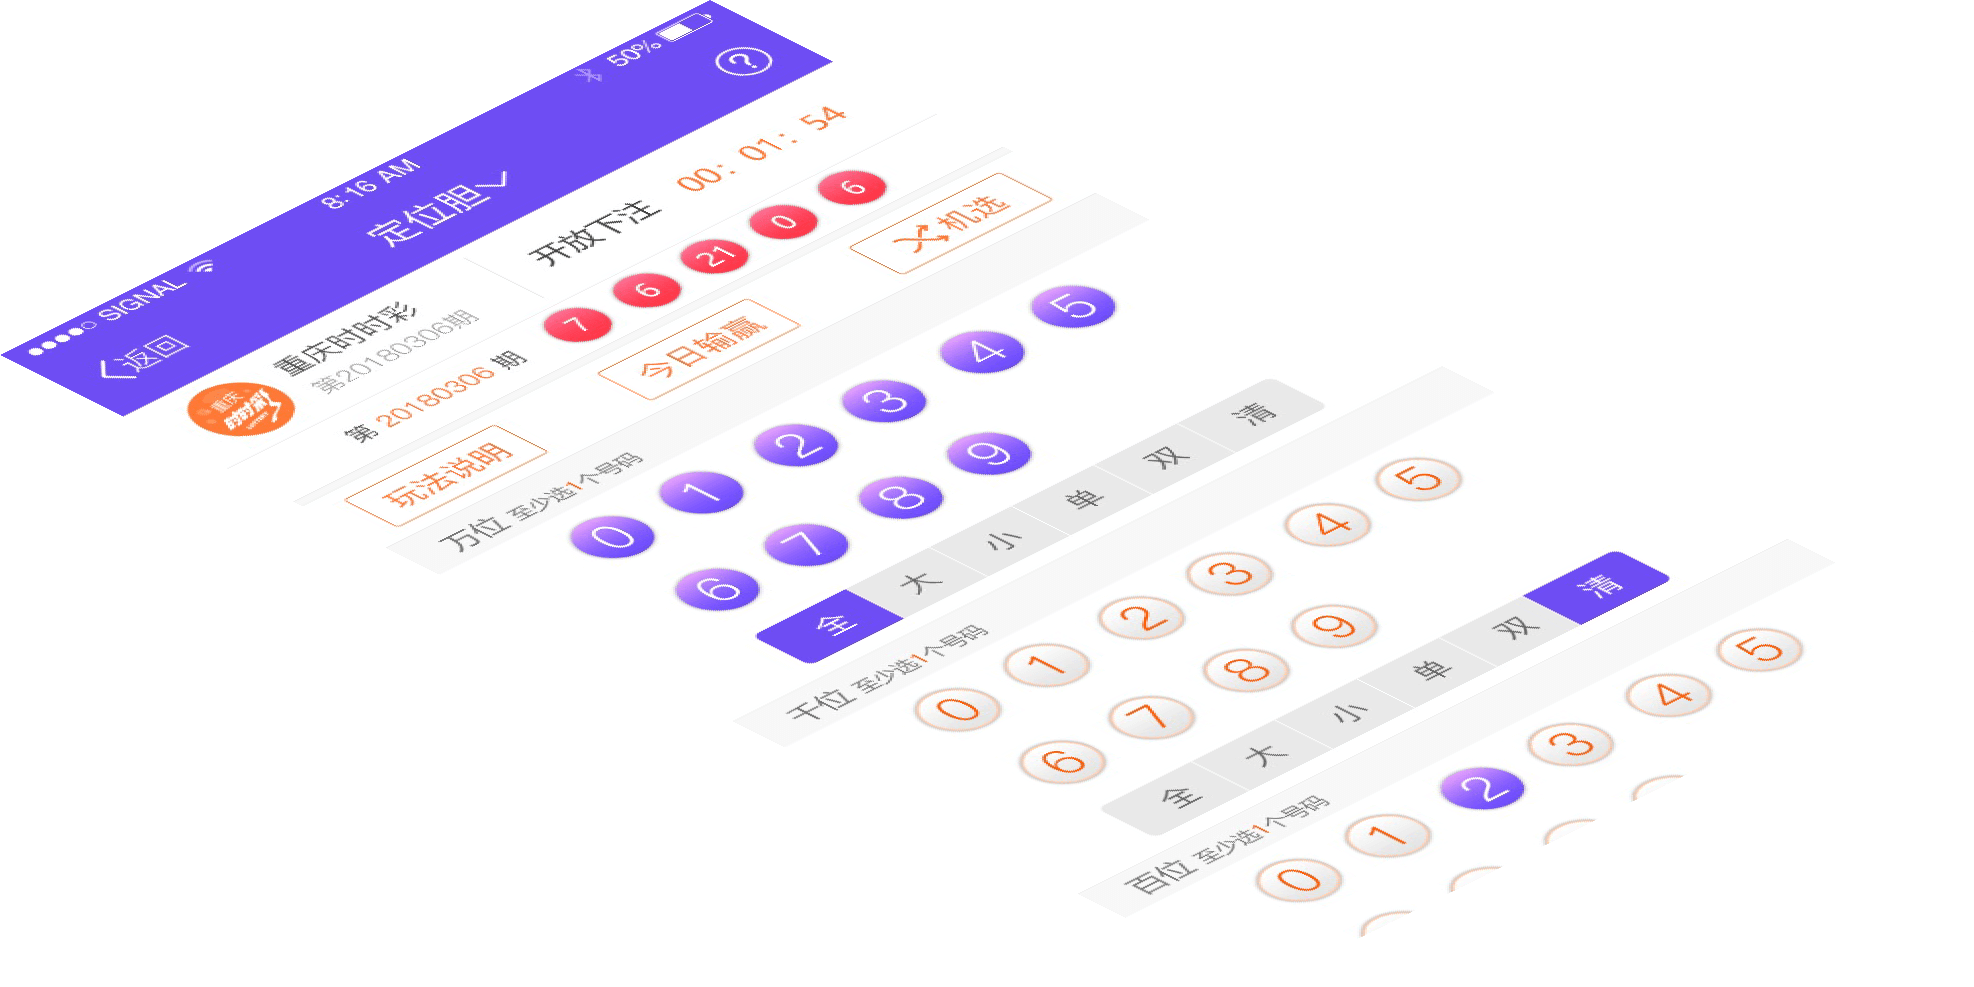 SIGNAL 8:16 AM 50%
返回 定位胆 ?
重庆时时彩
第20180306期
重庆
时时彩
LOTTERY
开放下注 00: 01: 54
第 20180306 期 7 6 21 0 6
玩法说明 今日输赢 机选
万位 至少选1个号码
0 1 2 3 4 5
6 7 8 9
全 大 小 单 双 清
千位 至少选1个号码
0 1 2 3 4 5
6 7 8 9
全 大 小 单 双 清
百位 至少选1个号码
0 1 2 3 4 5